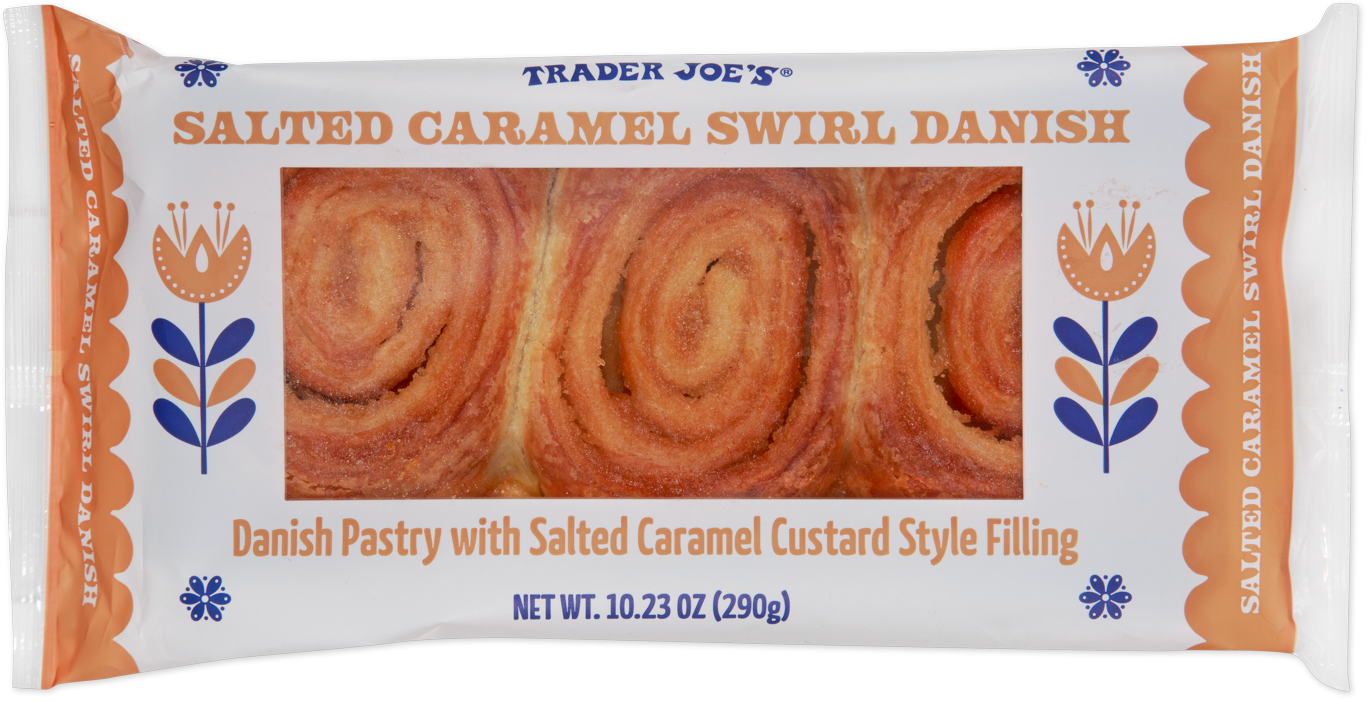 TRADER JOE'S®
SALTED CARAMEL SWIRL DANISH
SALTED CARAMEL SWIRL DANISH
SALTED CARAMEL SWIRL DANISH
Danish Pastry with Salted Caramel Custard Style Filling
NET WT. 10.23 OZ (290g)